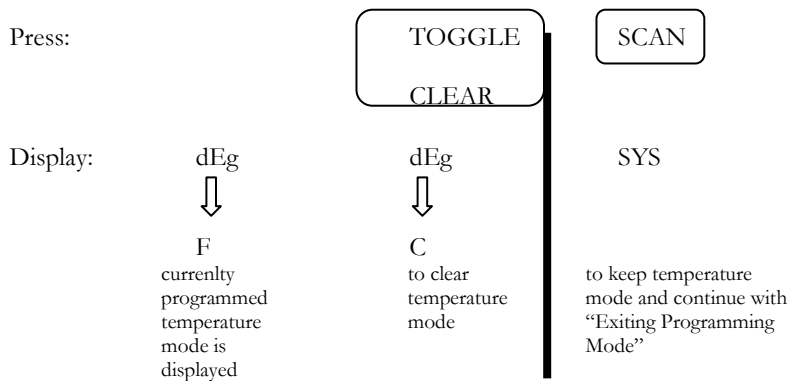 Press: TOGGLE SCAN
CLEAR
Display: dEg dEg SYS
F C
currenlty
programmed
temperature
mode is
displayed
to clear
temperature
mode
to keep temperature
mode and continue with
“Exiting Programming
Mode”